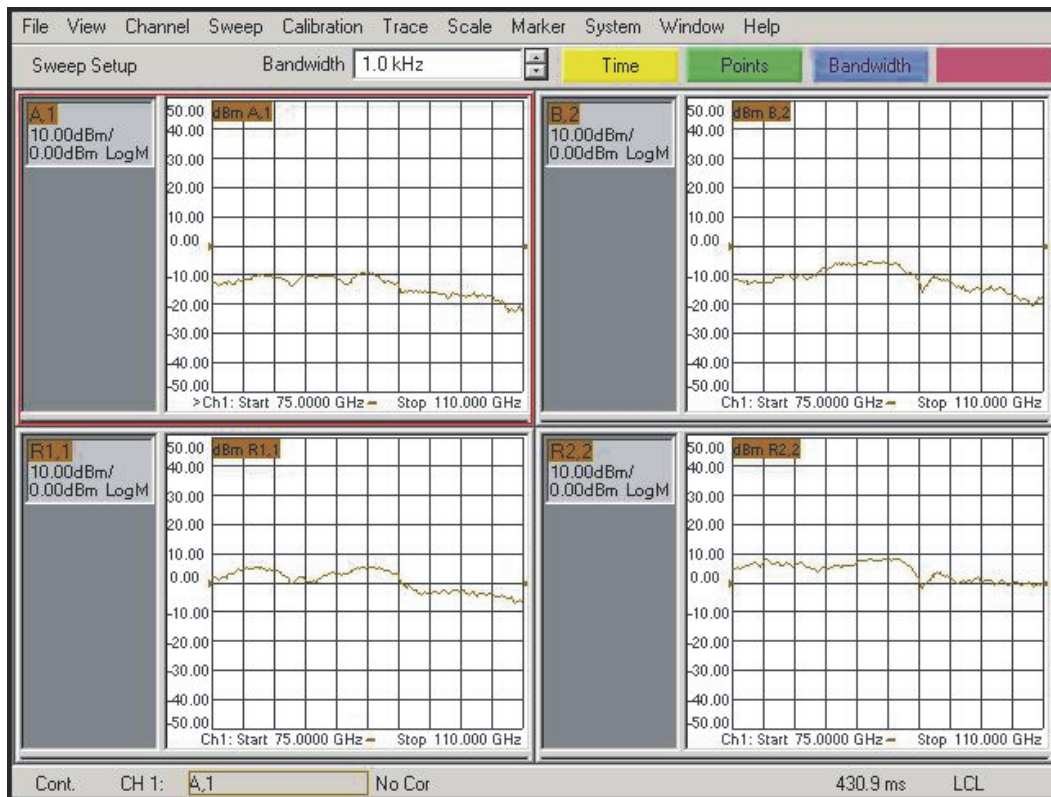 File View Channel Sweep Calibration Trace Scale Marker System Window Help
Sweep Setup Bandwidth 1.0 kHz Time Points Bandwidth
A,1
10.00dBm/
0.00dBm LogM
dBm A,1
50.00
40.00
30.00
20.00
10.00
0.00
-10.00
-20.00
-30.00
-40.00
-50.00
>Ch1: Start 75.0000 GHz Stop 110.000 GHz
B,2
10.00dBm/
0.00dBm LogM
dBm B,2
50.00
40.00
30.00
20.00
10.00
0.00
-10.00
-20.00
-30.00
-40.00
-50.00
Ch1: Start 75.0000 GHz Stop 110.000 GHz
R1,1
10.00dBm/
0.00dBm LogM
dBm R1,1
50.00
40.00
30.00
20.00
10.00
0.00
-10.00
-20.00
-30.00
-40.00
-50.00
Ch1: Start 75.0000 GHz Stop 110.000 GHz
R2,2
10.00dBm/
0.00dBm LogM
dBm R2,2
50.00
40.00
30.00
20.00
10.00
0.00
-10.00
-20.00
-30.00
-40.00
-50.00
Ch1: Start 75.0000 GHz Stop 110.000 GHz
Cont. CH 1: A,1 No Cor 430.9 ms LCL